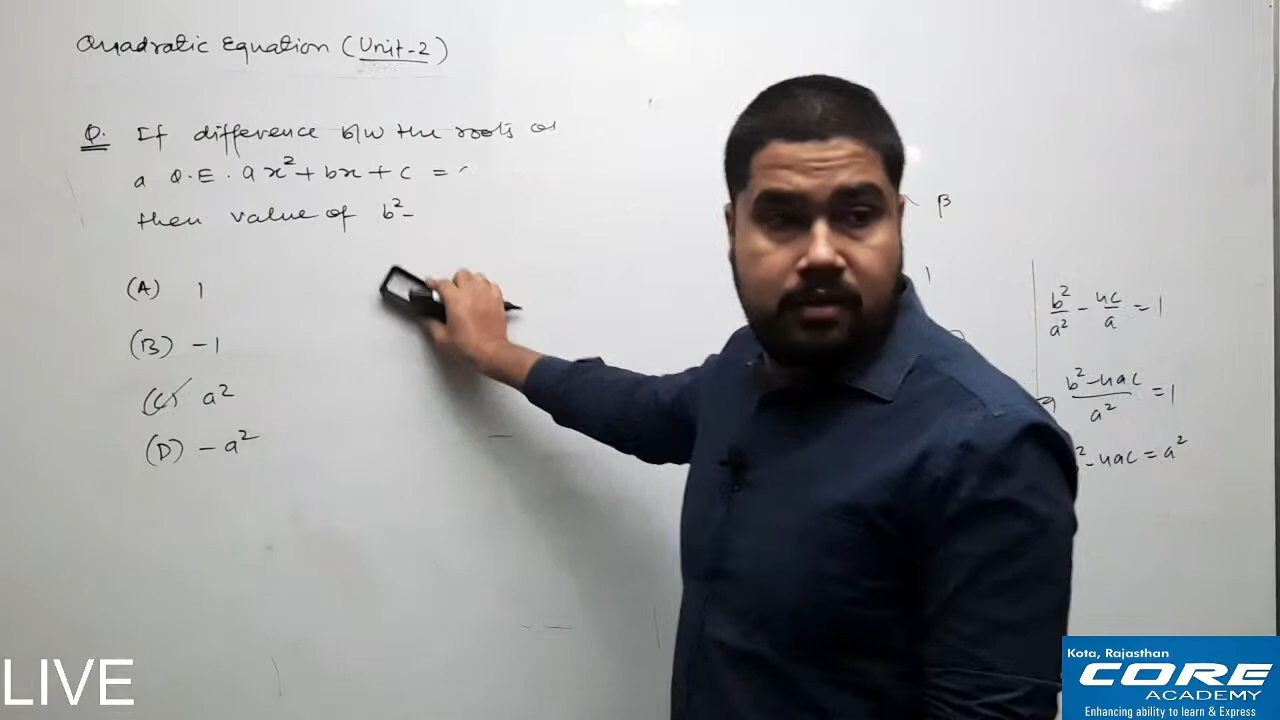 Quadratic Equation (Unit-2)
Q. If difference b/w the roots of
a Q.E. ax²+bx+c =
then value of b²-
(A) 1
(B) -1
(C) a²
(D) - a²
β
1
b²/a² - 4c/a = 1
b²-4ac/a² = 1
²-4ac = a²
LIVE
Kota, Rajasthan
CORE
ACADEMY
Enhancing ability to learn & Express